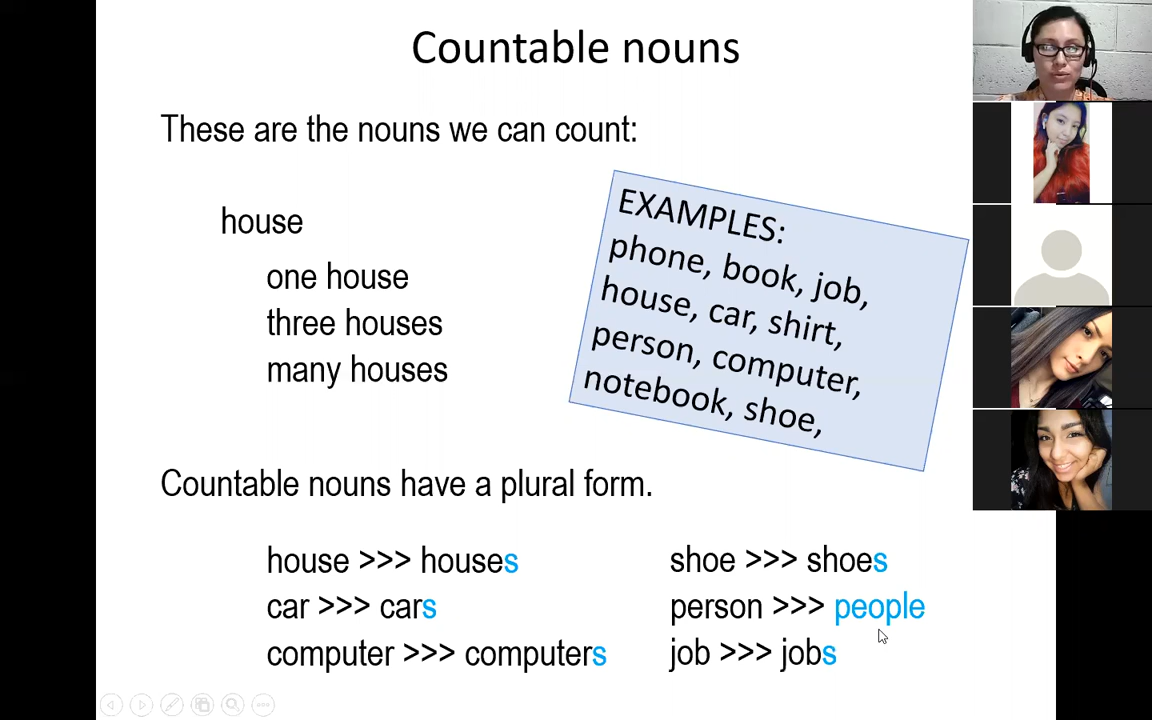 Countable nouns
These are the nouns we can count:
house
one house
three houses
many houses
EXAMPLES:
phone, book, job,
house, car, shirt,
person, computer,
notebook, shoe,
Countable nouns have a plural form.
house >>> houses
car >>> cars
computer >>> computers
shoe >>> shoes
person >>> people
job >>> jobs